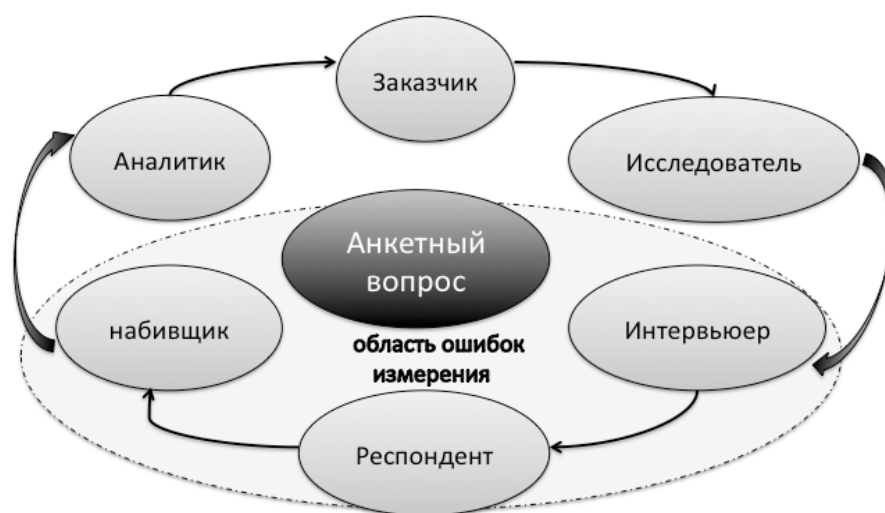 Заказчик
Аналитик
Исследователь
Анкетный
вопрос
набивщик
Интервьюер
область ошибок
измерения
Респондент